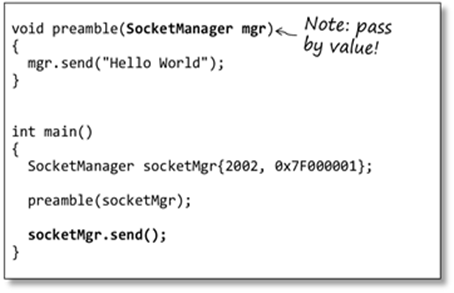 void preamble(SocketManager mgr)
Note: pass
by value!
{
  mgr.send("Hello World");
}
int main()
{
  SocketManager socketMgr{2002, 0x7F000001};
  preamble(socketMgr);
  socketMgr.send();
}